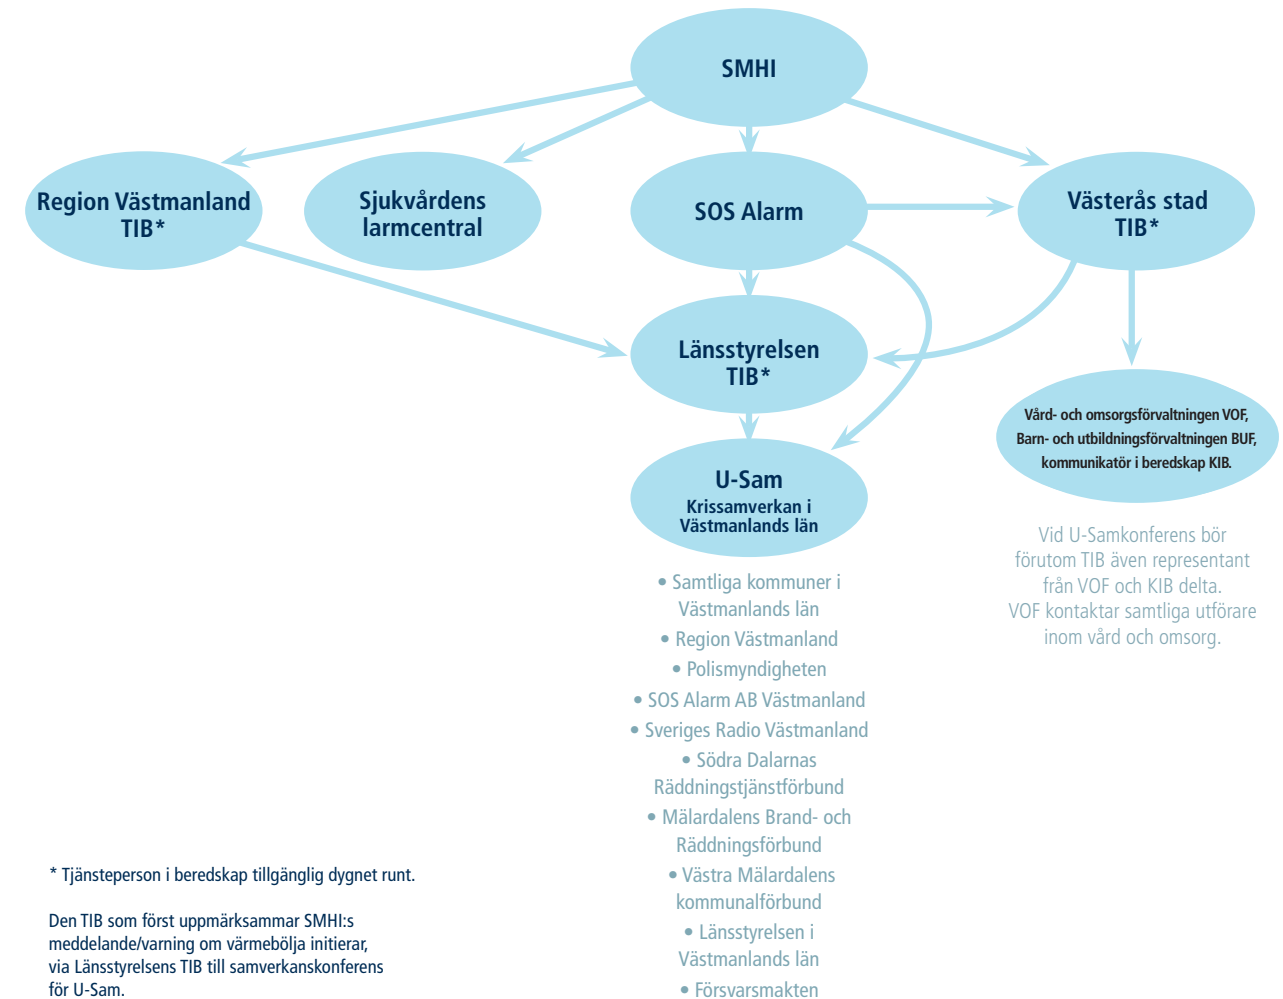 SMHI
Region Västmanland
TIB*
Sjukvårdens
larmcentral
SOS Alarm
Västerås stad
TIB*
Länsstyrelsen
TIB*
Vård- och omsorgsförvaltningen VOF,
Barn- och utbildningsförvaltningen BUF,
kommunikatör i beredskap KIB.
U-Sam
Krissamverkan i
Västmanlands län
Vid U-Samkonferens bör
förutom TIB även representant
från VOF och KIB delta.
VOF kontaktar samtliga utförare
inom vård och omsorg.
• Samtliga kommuner i
Västmanlands län
• Region Västmanland
• Polismyndigheten
• SOS Alarm AB Västmanland
• Sveriges Radio Västmanland
• Södra Dalarnas
Räddningstjänstförbund
• Mälardalens Brand- och
Räddningsförbund
• Västra Mälardalens
kommunalförbund
• Länsstyrelsen i
Västmanlands län
• Försvarsmakten
* Tjänsteperson i beredskap tillgänglig dygnet runt.
Den TIB som först uppmärksammar SMHI:s
meddelande/varning om värmebölja initierar,
via Länsstyrelsens TIB till samverkanskonferens
för U-Sam.